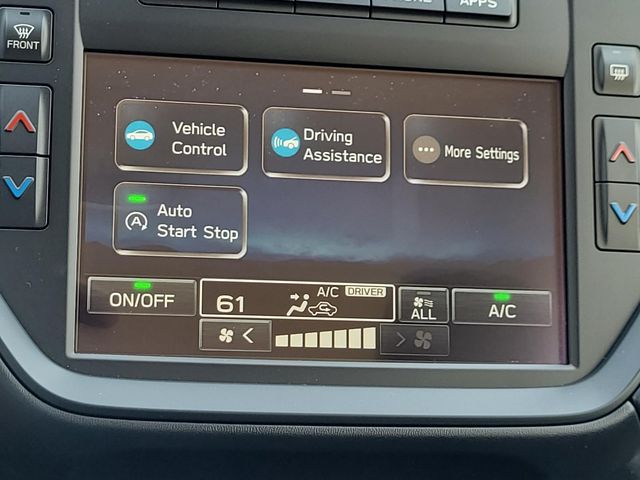 APPS
FRONT
Vehicle
Control
Driving
Assistance
More Settings
A
Auto
Start Stop
ON/OFF
61
A/C DRIVER
ALL
A/C